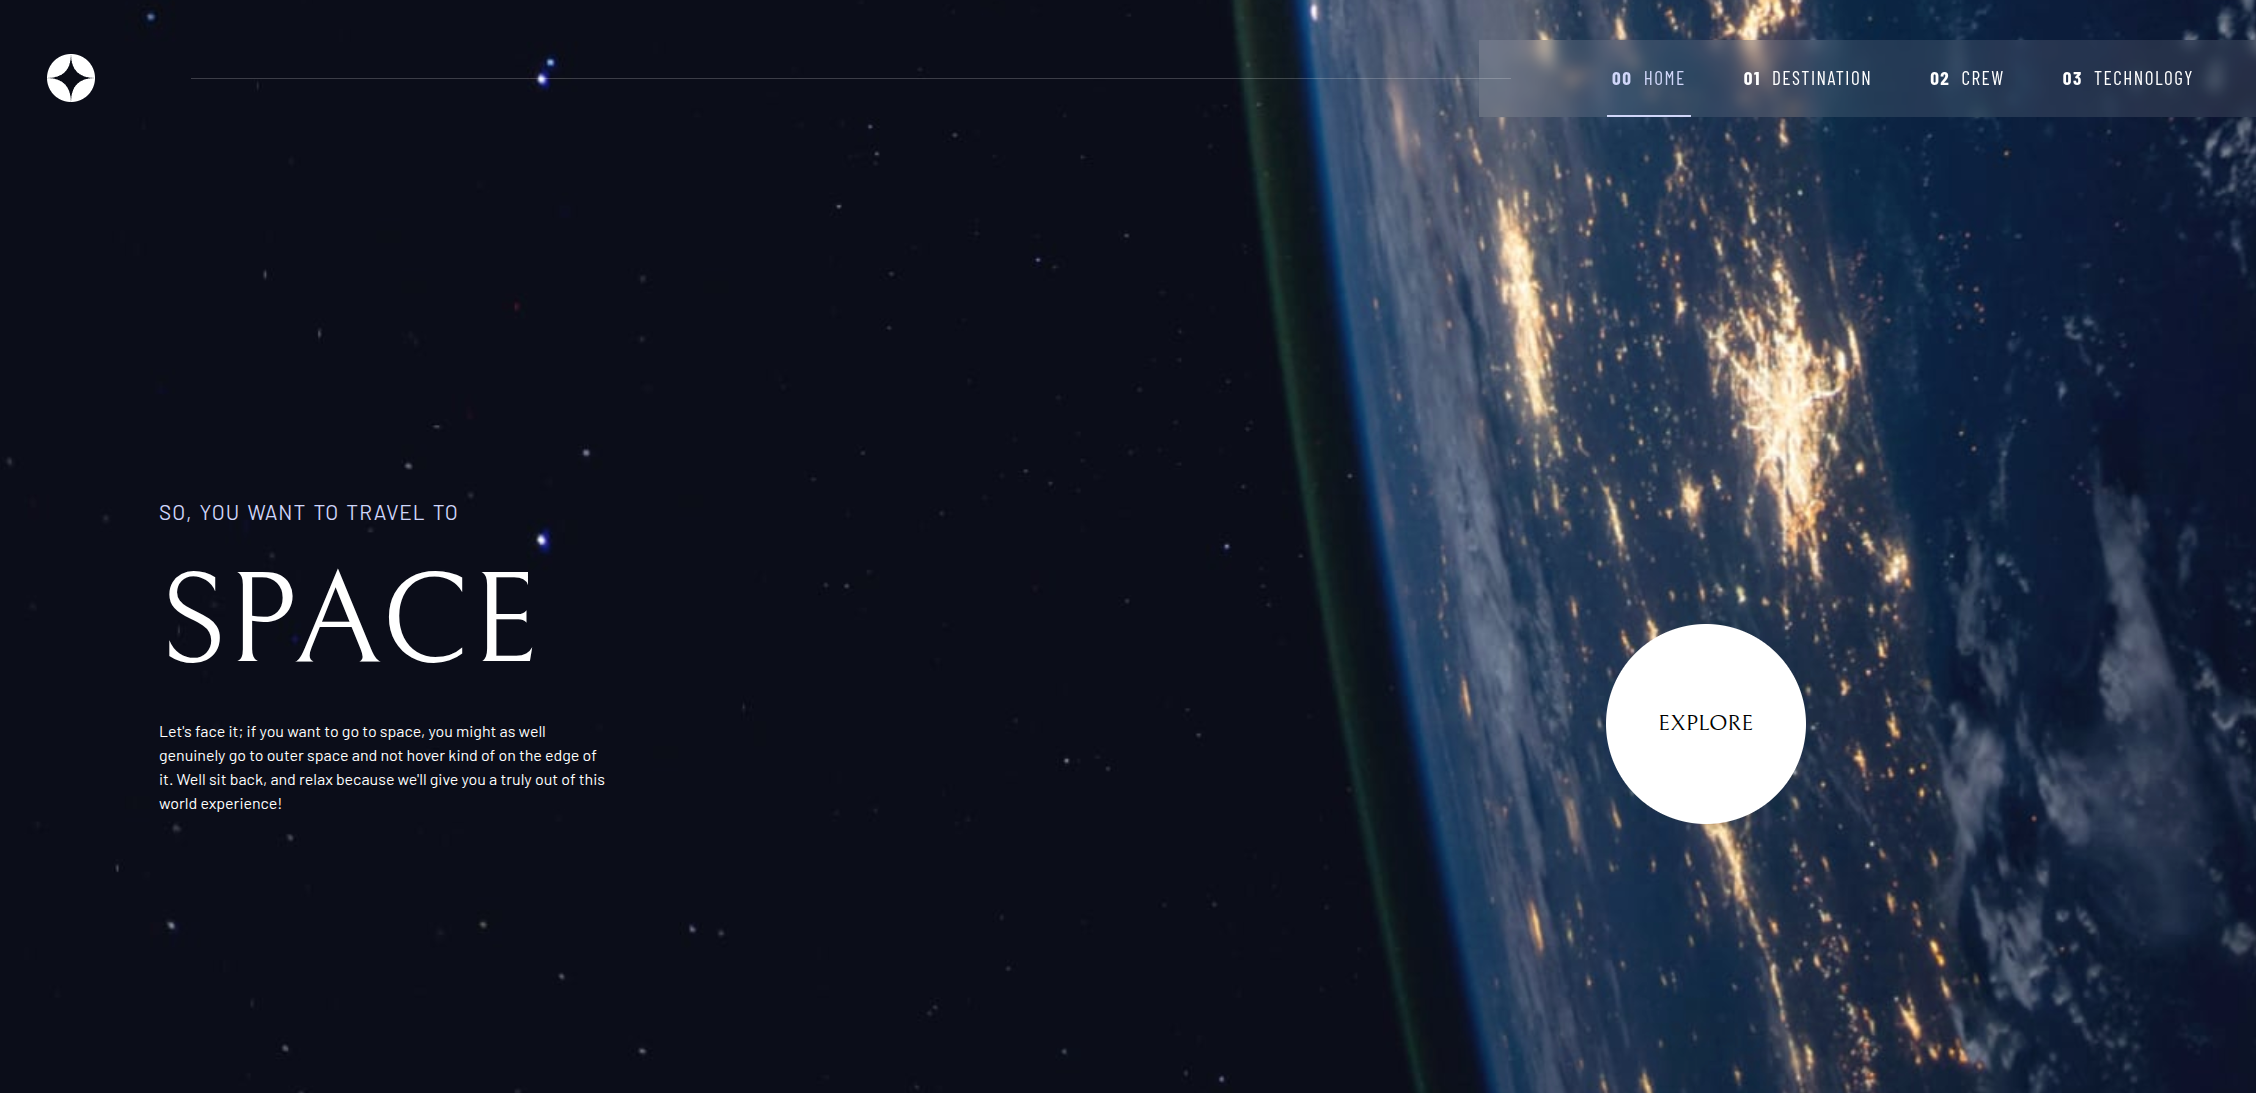 00 HOME 01 DESTINATION 02 CREW 03 TECHNOLOGY
SO, YOU WANT TO TRAVEL TO
SPACE
Let's face it; if you want to go to space, you might as well
genuinely go to outer space and not hover kind of on the edge of
it. Well sit back, and relax because we'll give you a truly out of this
world experience!
EXPLORE